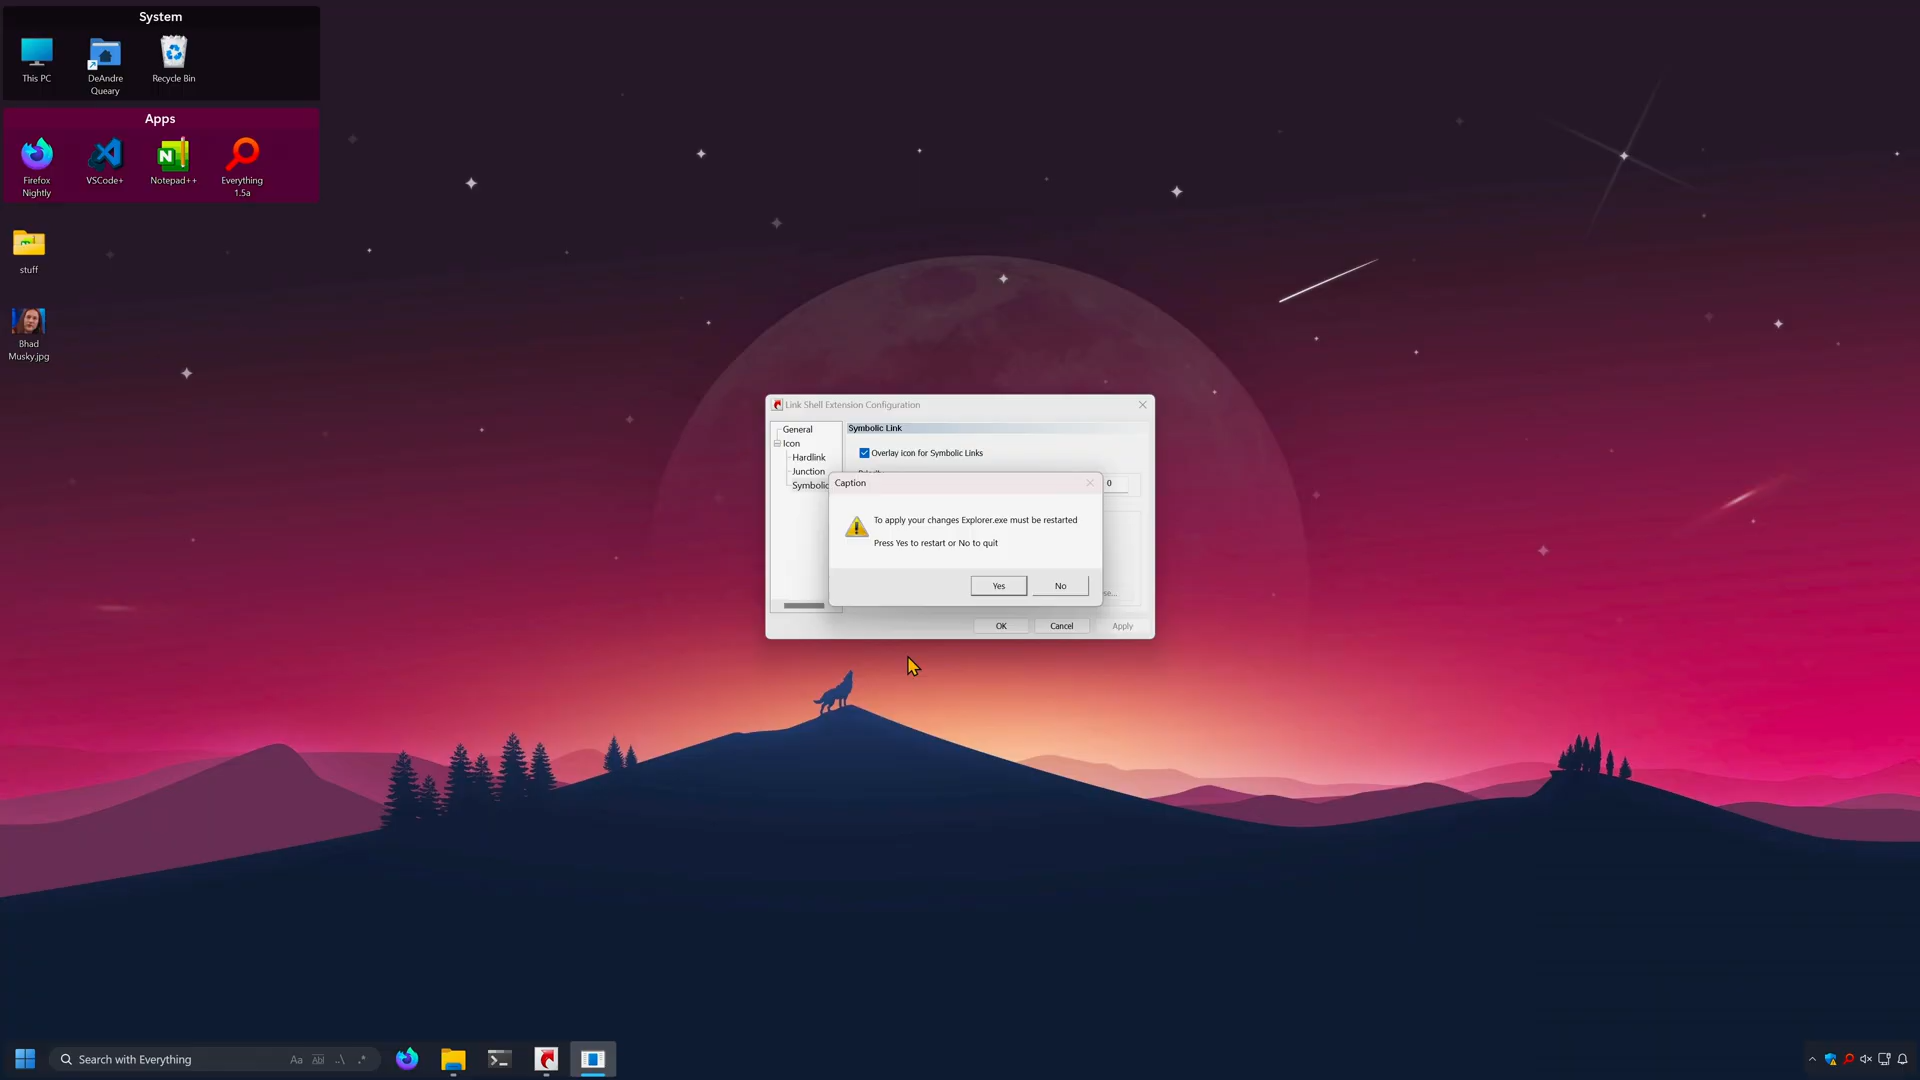 System
This PC
DeAndre
Queary
Recycle Bin
Apps
Firefox
Nightly
VSCode+
Notepad++
Everything
1.5a
stuff
Bhad
Musky.jpg
Link Shell Extension Configuration
General
Icon
Hardlink
Junction
Symbolic
Symbolic Link
Overlay icon for Symbolic Links
0
Caption
To apply your changes Explorer.exe must be restarted
Press Yes to restart or No to quit
Yes
No
OK
Cancel
Apply
Search with Everything
Aa
Ab
.\
.*